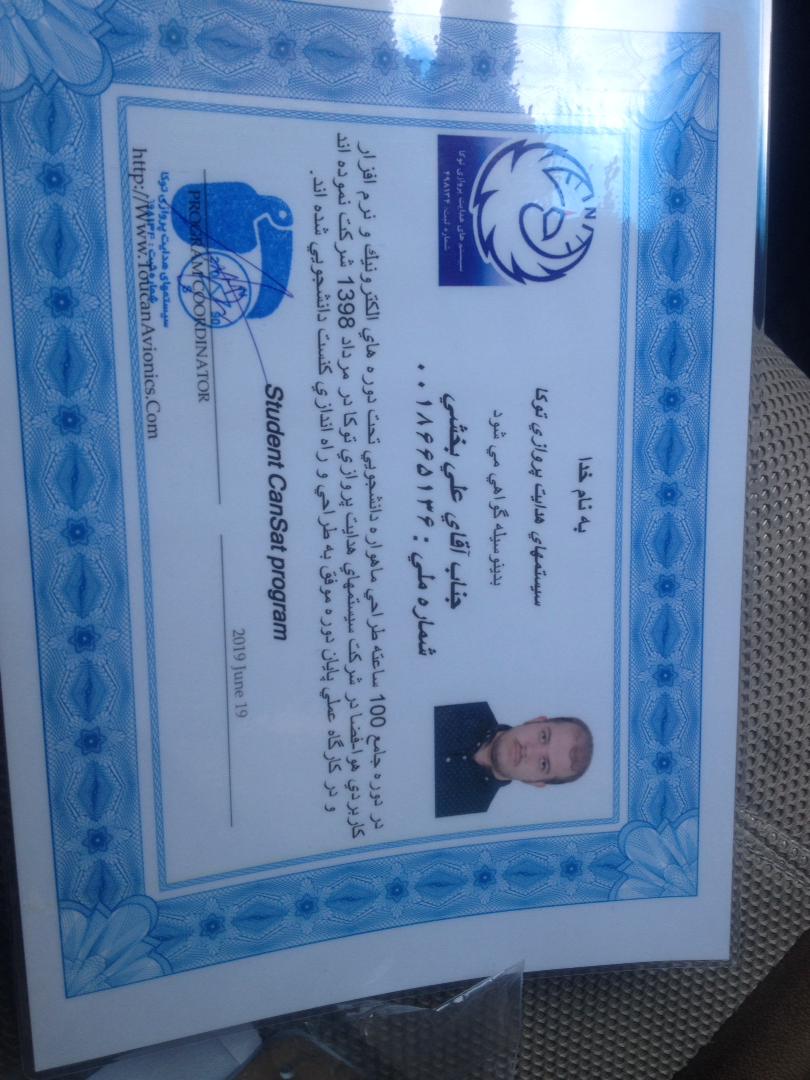 به نام خدا
سيستمهاي هدايت پروازي توكا
بدينوسيله گواهي مي شود
جناب آقاي علي بخشي
شماره ملي : ۰۰۱۸۶۶۵۱۳۶
N
سیستم های هدایت پروازی توکا
شماره ثبت: ۴۹۸۱۳۴
در دوره جامع 100 ساعته طراحي ماهواره دانشجويي تحت دوره هاي الكترونيك و نرم افزار
كاربردي هوا-فضا در شركت سيستمهاي هدايت پروازي توكا در مرداد 1398 شركت نموده اند
و در كارگاه عملي پايان دوره موفق به طراحي و راه اندازي كنست دانشجويي شده اند.
Student CanSat program
2019 June 19
N
270 90
S
PROGRAM COORDINATOR
سیستمهای هدایت پروازی توکا
شماره ثبت : ۴۹۸۱۳۴
http://Www.ToucanAvionics.Com